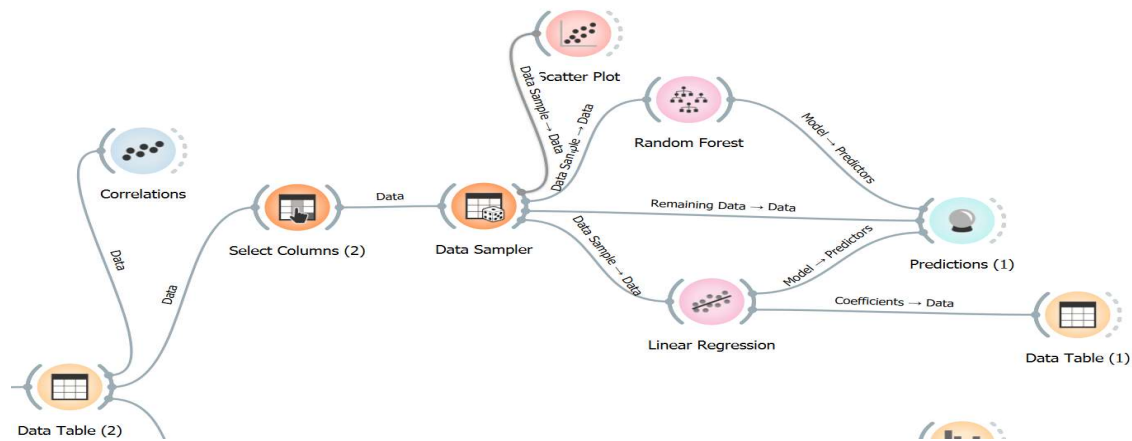 Scatter Plot
Data Sample → Data
Data Sample → Data
Random Forest
Model → Predictors
Correlations
Data
Select Columns (2)
Data
Data
Data Sampler
Remaining Data → Data
Predictions (1)
Data Sample → Data
Model → Predictors
Linear Regression
Coefficients → Data
Data Table (1)
Data Table (2)